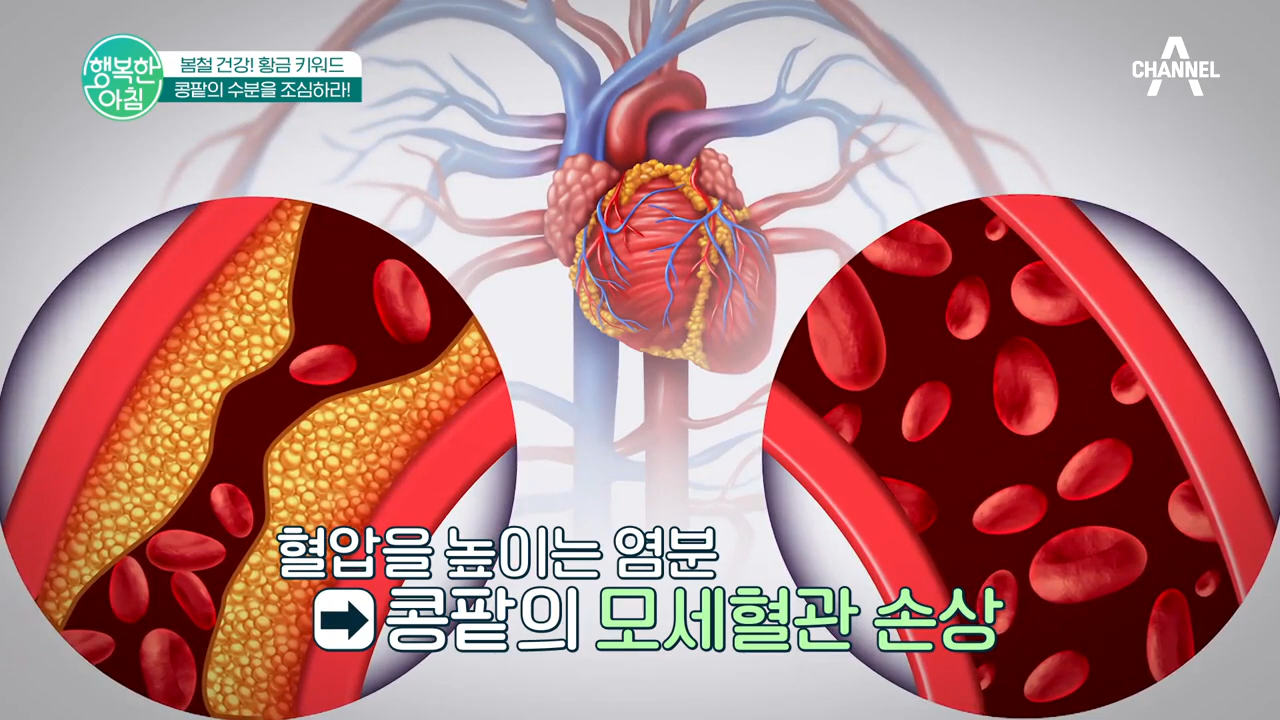 행복한
아침
봄철 건강! 황금 키워드
콩팥의 수분을 조심하라!
CHANNEL A
혈압을 높이는 염분
➡ 콩팥의 모세혈관 손상